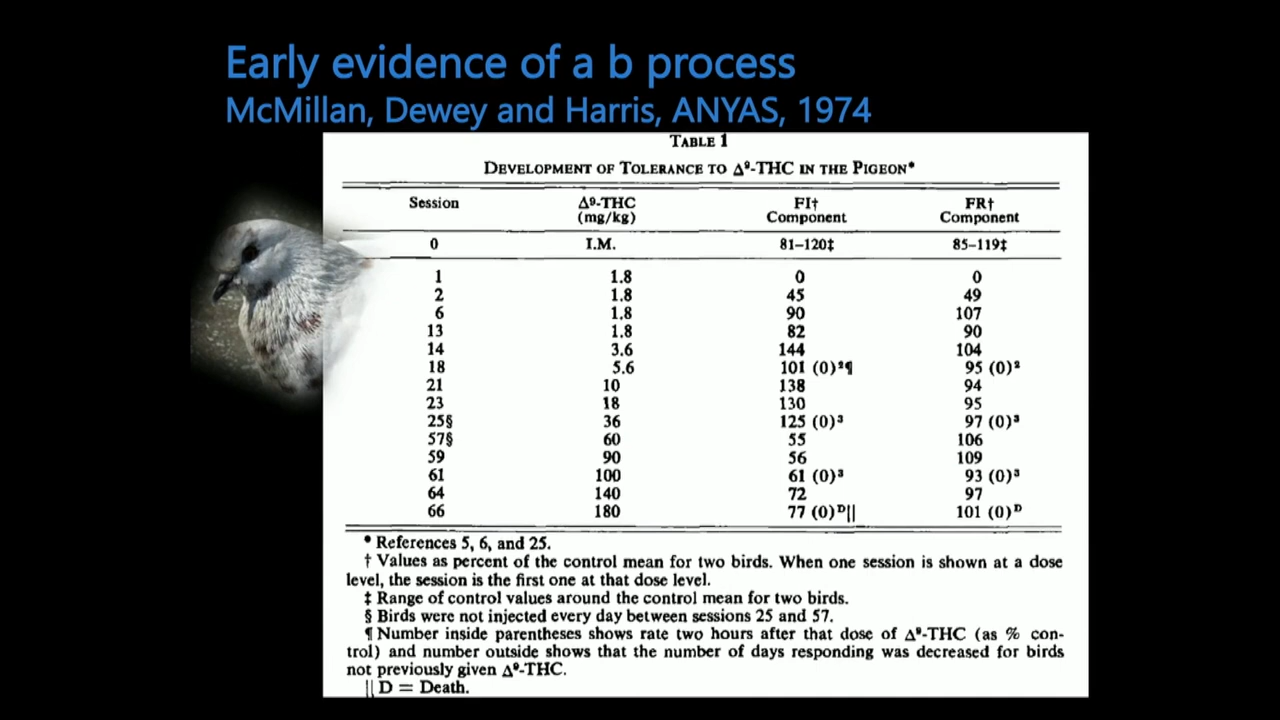 Early evidence of a b process
McMillan, Dewey and Harris, ANYAS, 1974
TABLE 1
DEVELOPMENT OF TOLERANCE TO Δ⁹-THC IN THE PIGEON*
Session Δ⁹-THC (mg/kg) FI† Component FR† Component
0 I.M. 81–120‡ 85–119‡
1 1.8 0 0
2 1.8 45 49
6 1.8 90 107
13 1.8 82 90
14 3.6 144 104
18 5.6 101 (0)²¶ 95 (0)²
21 10 138 94
23 18 130 95
25§ 36 125 (0)³ 97 (0)³
57§ 60 55 106
59 90 56 109
61 100 61 (0)³ 93 (0)³
64 140 72 97
66 180 77 (0)ᴰ|| 101 (0)ᴰ
* References 5, 6, and 25.
† Values as percent of the control mean for two birds. When one session is shown at a dose
level, the session is the first one at that dose level.
‡ Range of control values around the control mean for two birds.
§ Birds were not injected every day between sessions 25 and 57.
¶ Number inside parentheses shows rate two hours after that dose of Δ⁹-THC (as % con-
trol) and number outside shows that the number of days responding was decreased for birds
not previously given Δ⁹-THC.
|| D = Death.